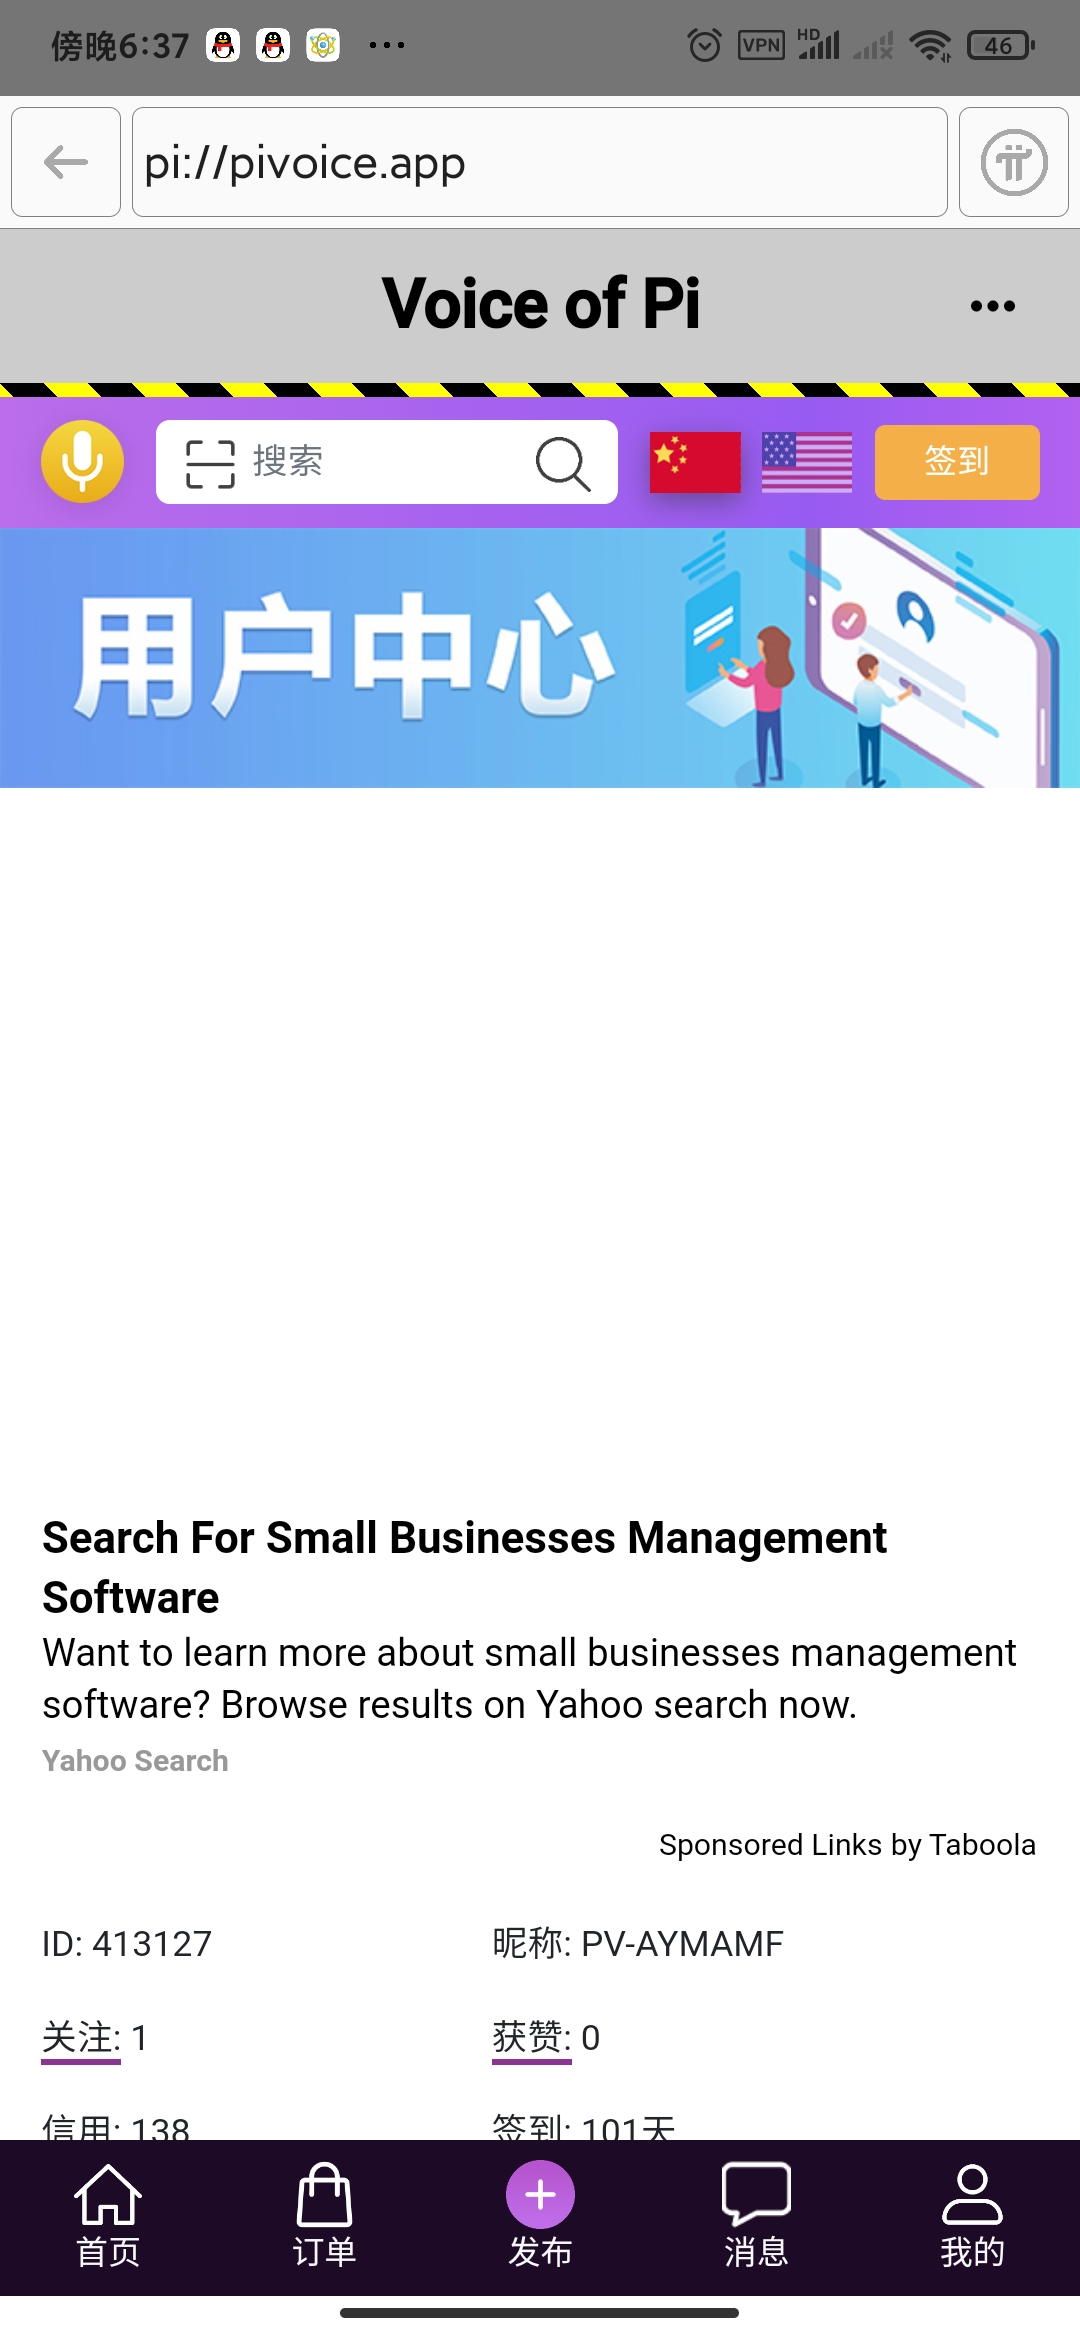 傍晚6:37
VPN
HD
46
pi://pivoice.app
Voice of Pi
搜索
签到
用户中心
Search For Small Businesses Management
Software
Want to learn more about small businesses management
software? Browse results on Yahoo search now.
Yahoo Search
Sponsored Links by Taboola
ID: 413127 昵称: PV-AYMAMF
关注: 1 获赞: 0
信用: 138 签到: 101天
首页 订单 发布 消息 我的